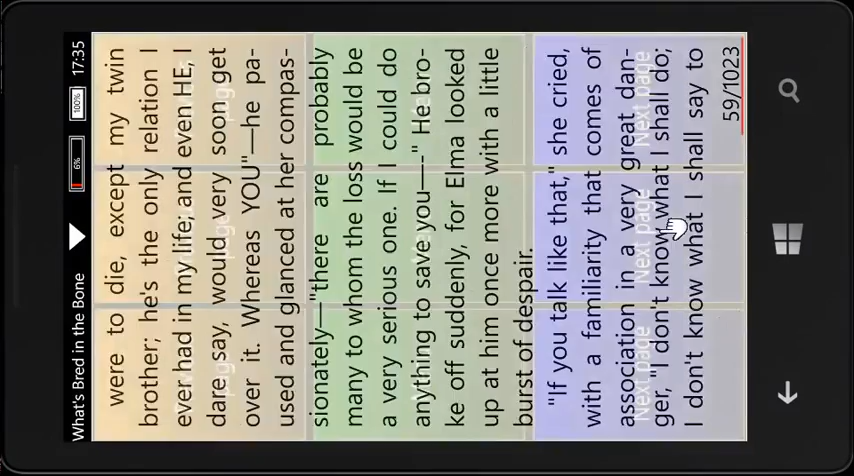 What's Bred in the Bone 6% 100% 17:35
were to die, except my twin
brother; he's the only relation I
ever had in my life; and even HE, I
dare say, would very soon get
over it. Whereas YOU"—he pa-
used and glanced at her compas-
sionately—"there are probably
many to whom the loss would be
a very serious one. If I could do
anything to save you—-" He bro-
ke off suddenly, for Elma looked
up at him once more with a little
burst of despair.
"If you talk like that," she cried,
with a familiarity that comes of
association in a very great dan-
Next page Next page Next page
ger, "I don't know what I shall do;
I don't know what I shall say to
59/1023